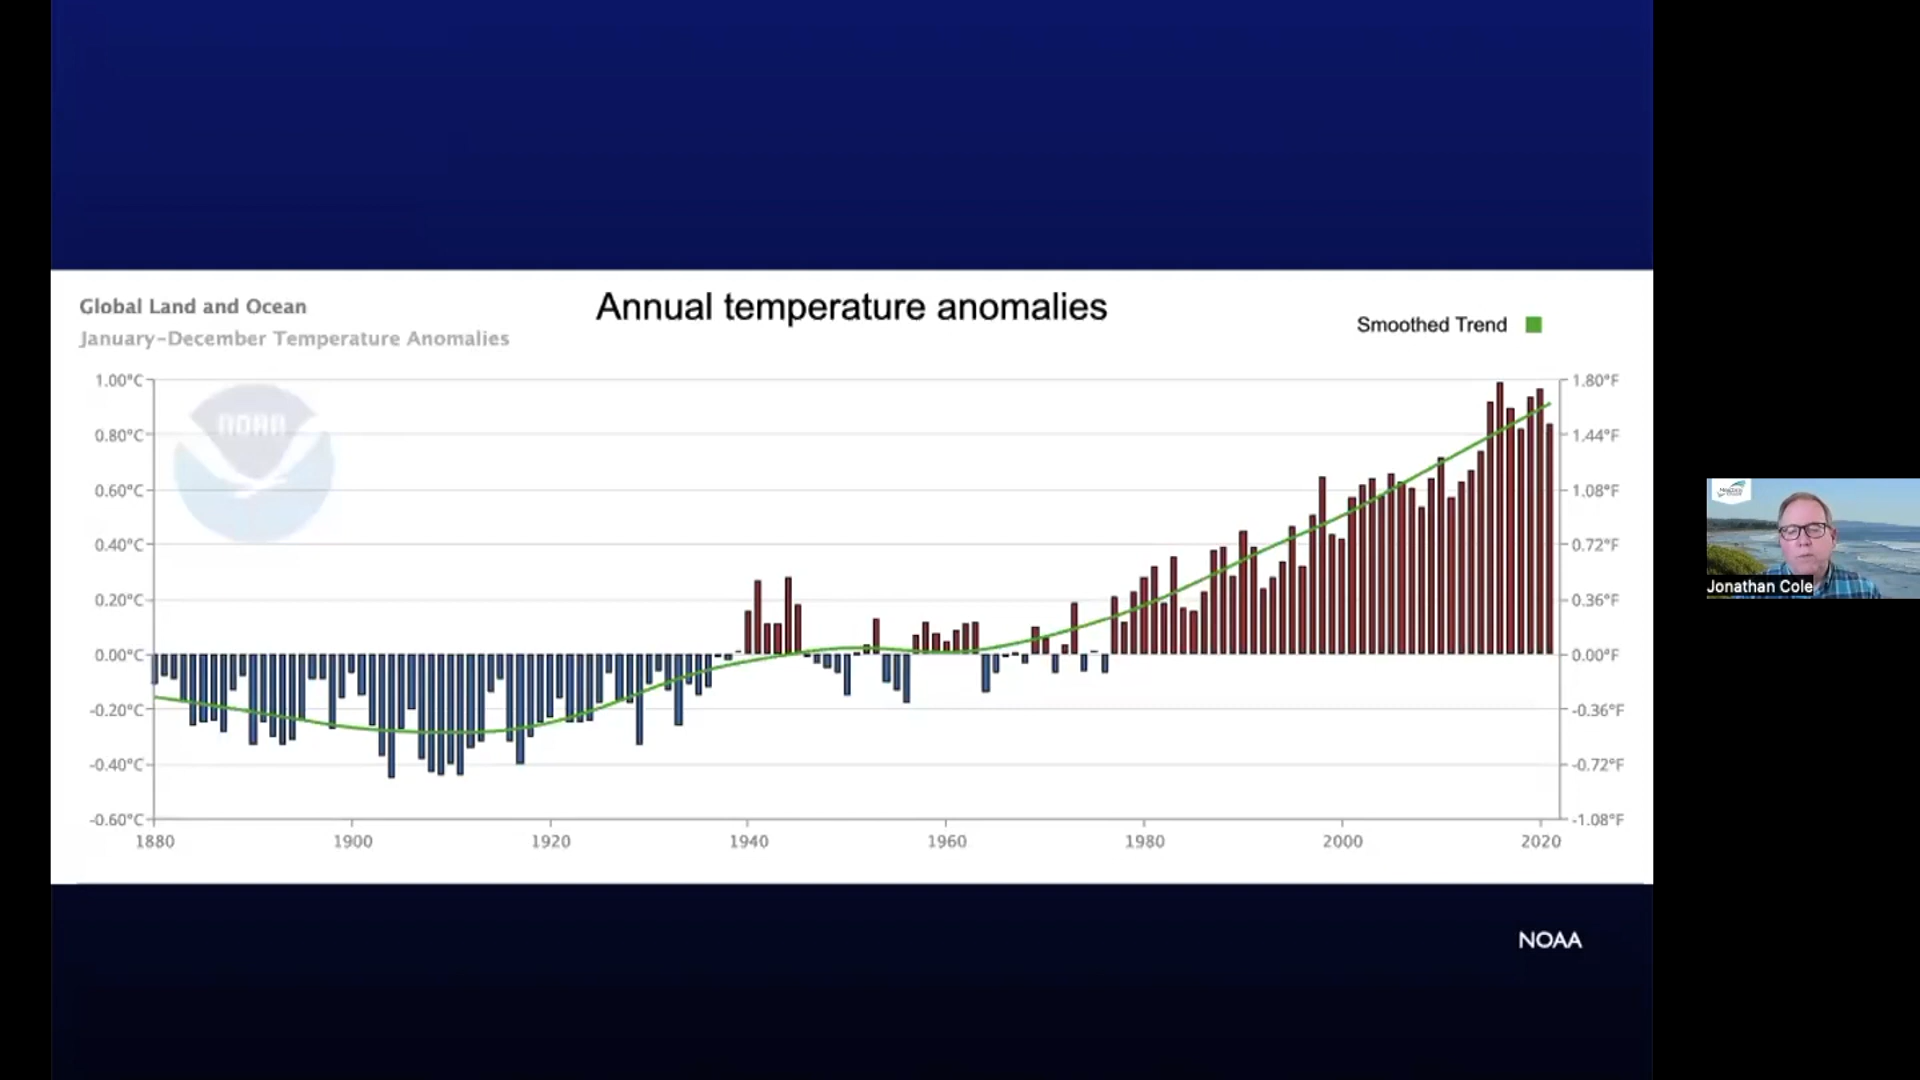 Global Land and Ocean
Annual temperature anomalies
January-December Temperature Anomalies
Smoothed Trend
1.00°C
0.80°C
0.60°C
0.40°C
0.20°C
0.00°C
-0.20°C
-0.40°C
-0.60°C
NOAA
1.80°F
1.44°F
1.08°F
0.72°F
0.36°F
0.00°F
-0.36°F
-0.72°F
-1.08°F
1880 1900 1920 1940 1960 1980 2000 2020
NOAA
Jonathan Cole